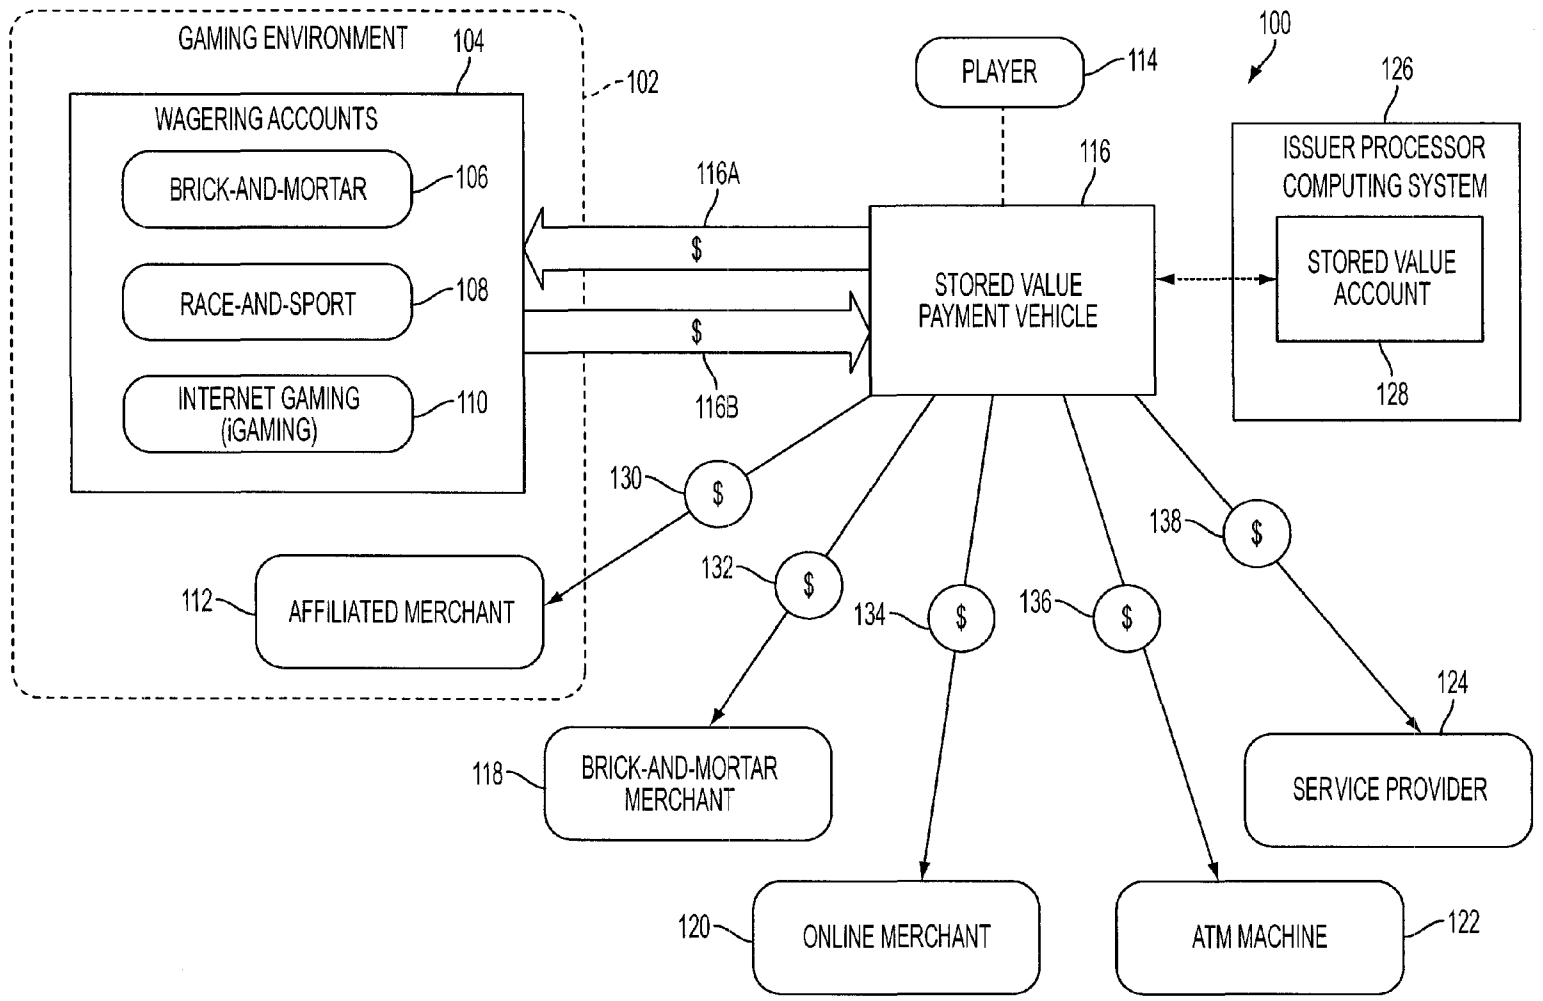 GAMING ENVIRONMENT
104
102
WAGERING ACCOUNTS
BRICK-AND-MORTAR
106
RACE-AND-SPORT
108
INTERNET GAMING
(iGAMING)
110
AFFILIATED MERCHANT
112
PLAYER
114
100
116A
$
$
116B
116
STORED VALUE
PAYMENT VEHICLE
126
ISSUER PROCESSOR
COMPUTING SYSTEM
STORED VALUE
ACCOUNT
128
130
$
132
$
134
$
136
$
138
$
118
BRICK-AND-MORTAR
MERCHANT
120
ONLINE MERCHANT
ATM MACHINE
122
124
SERVICE PROVIDER